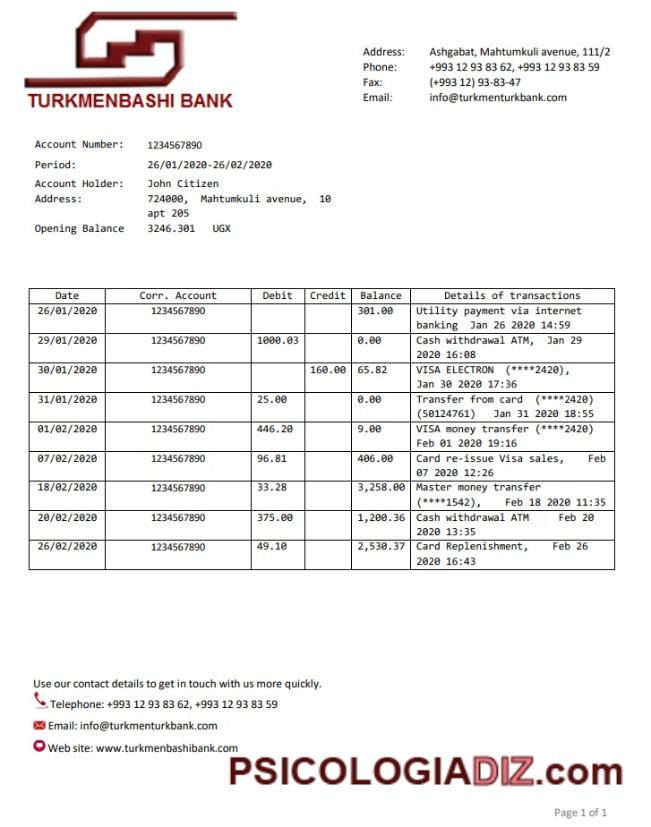 TURKMENBASHI BANK
Address: Ashgabat, Mahtumkuli avenue, 111/2
Phone: +993 12 93 83 62, +993 12 93 83 59
Fax: (+993 12) 93-83-47
Email: info@turkmenturkbank.com
Account Number: 1234567890
Period: 26/01/2020-26/02/2020
Account Holder: John Citizen
Address: 724000, Mahtumkuli avenue, 10
apt 205
Opening Balance 3246.301 UGX
Date Corr. Account Debit Credit Balance Details of transactions
26/01/2020 1234567890 301.00 Utility payment via internet
banking Jan 26 2020 14:59
29/01/2020 1234567890 1000.03 0.00 Cash withdrawal ATM, Jan 29
2020 16:08
30/01/2020 1234567890 160.00 65.82 VISA ELECTRON (****2420),
Jan 30 2020 17:36
31/01/2020 1234567890 25.00 0.00 Transfer from card (****2420)
(50124761) Jan 31 2020 18:55
01/02/2020 1234567890 446.20 9.00 VISA money transfer (****2420)
Feb 01 2020 19:16
07/02/2020 1234567890 96.81 406.00 Card re-issue Visa sales, Feb
07 2020 12:26
18/02/2020 1234567890 33.28 3,258.00 Master money transfer
(****1542), Feb 18 2020 11:35
20/02/2020 1234567890 375.00 1,200.36 Cash withdrawal ATM Feb 20
2020 13:35
26/02/2020 1234567890 49.10 2,530.37 Card Replenishment, Feb 26
2020 16:43
Use our contact details to get in touch with us more quickly.
Telephone: +993 12 93 83 62, +993 12 93 83 59
Email: info@turkmenturkbank.com
Web site: www.turkmenbashibank.com
PSICOLOGIADIZ.com
Page 1 of 1